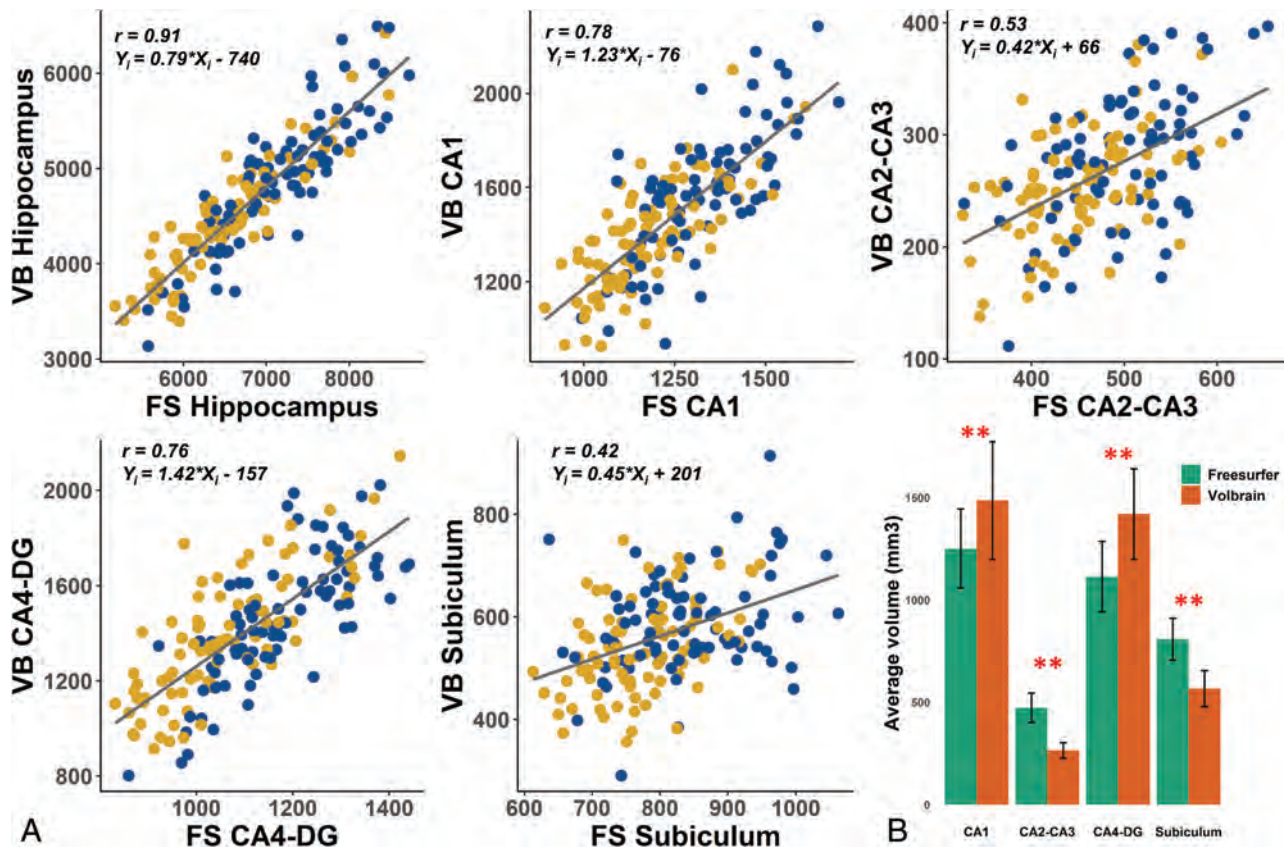 r = 0.91
Yi = 0.79*Xi - 740
VB Hippocampus
6000
5000
4000
3000
6000 7000 8000
FS Hippocampus
r = 0.78
Yi = 1.23*Xi - 76
VB CA1
2000
1600
1200
1000 1250 1500
FS CA1
r = 0.53
Yi = 0.42*Xi + 66
VB CA2-CA3
400
300
200
100
400 500 600
FS CA2-CA3
r = 0.76
Yi = 1.42*Xi - 157
VB CA4-DG
2000
1600
1200
800
1000 1200 1400
FS CA4-DG
A
r = 0.42
Yi = 0.45*Xi + 201
VB Subiculum
800
600
400
600 700 800 900 1000
FS Subiculum
** ** ** **
Freesurfer
Volbrain
Average volume (mm3)
1500
1000
500
0
CA1 CA2-CA3 CA4-DG Subiculum
B